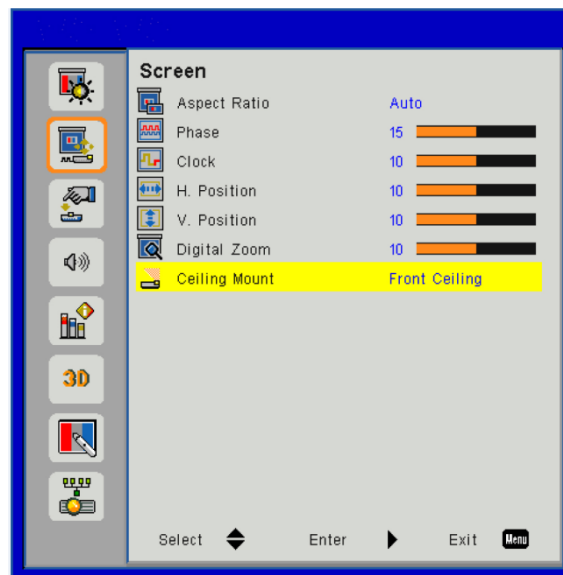 Screen
Aspect Ratio Auto
Phase 15
Clock 10
H. Position 10
V. Position 10
Digital Zoom 10
Ceiling Mount Front Ceiling
3D
Select Enter Exit Menu